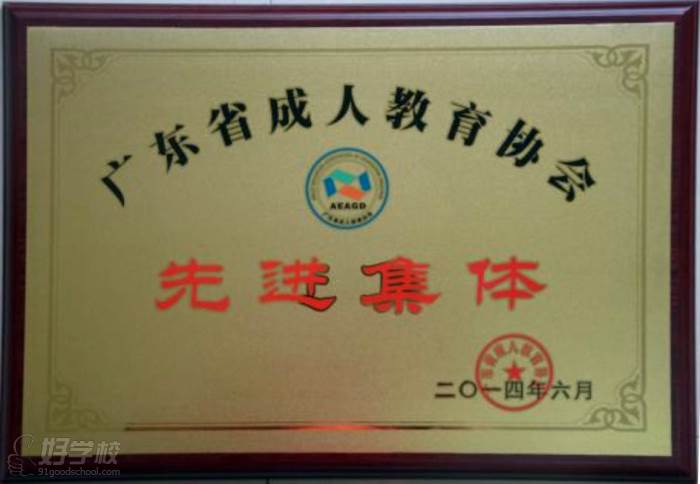 广东省成人教育协会
AEAGD
先进集体
二〇一四年六月
好学校
91goodschool.com